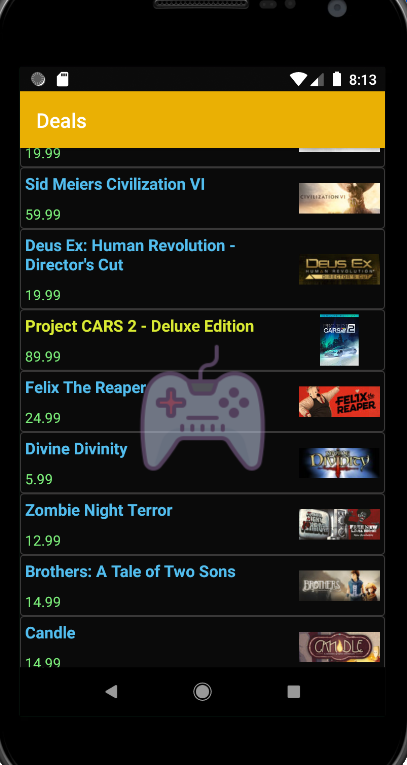 8:13
Deals
19.99
Sid Meiers Civilization VI
59.99
CIVILIZATION VI
Deus Ex: Human Revolution -
Director's Cut
19.99
DEUS EX
HUMAN REVOLUTION
DIRECTOR'S CUT
Project CARS 2 - Deluxe Edition
89.99
Felix The Reaper
24.99
FELIX THE
REAPER
Divine Divinity
5.99
DIVINITY
Zombie Night Terror
12.99
Brothers: A Tale of Two Sons
14.99
BROTHERS
Candle
14.99
CANDLE